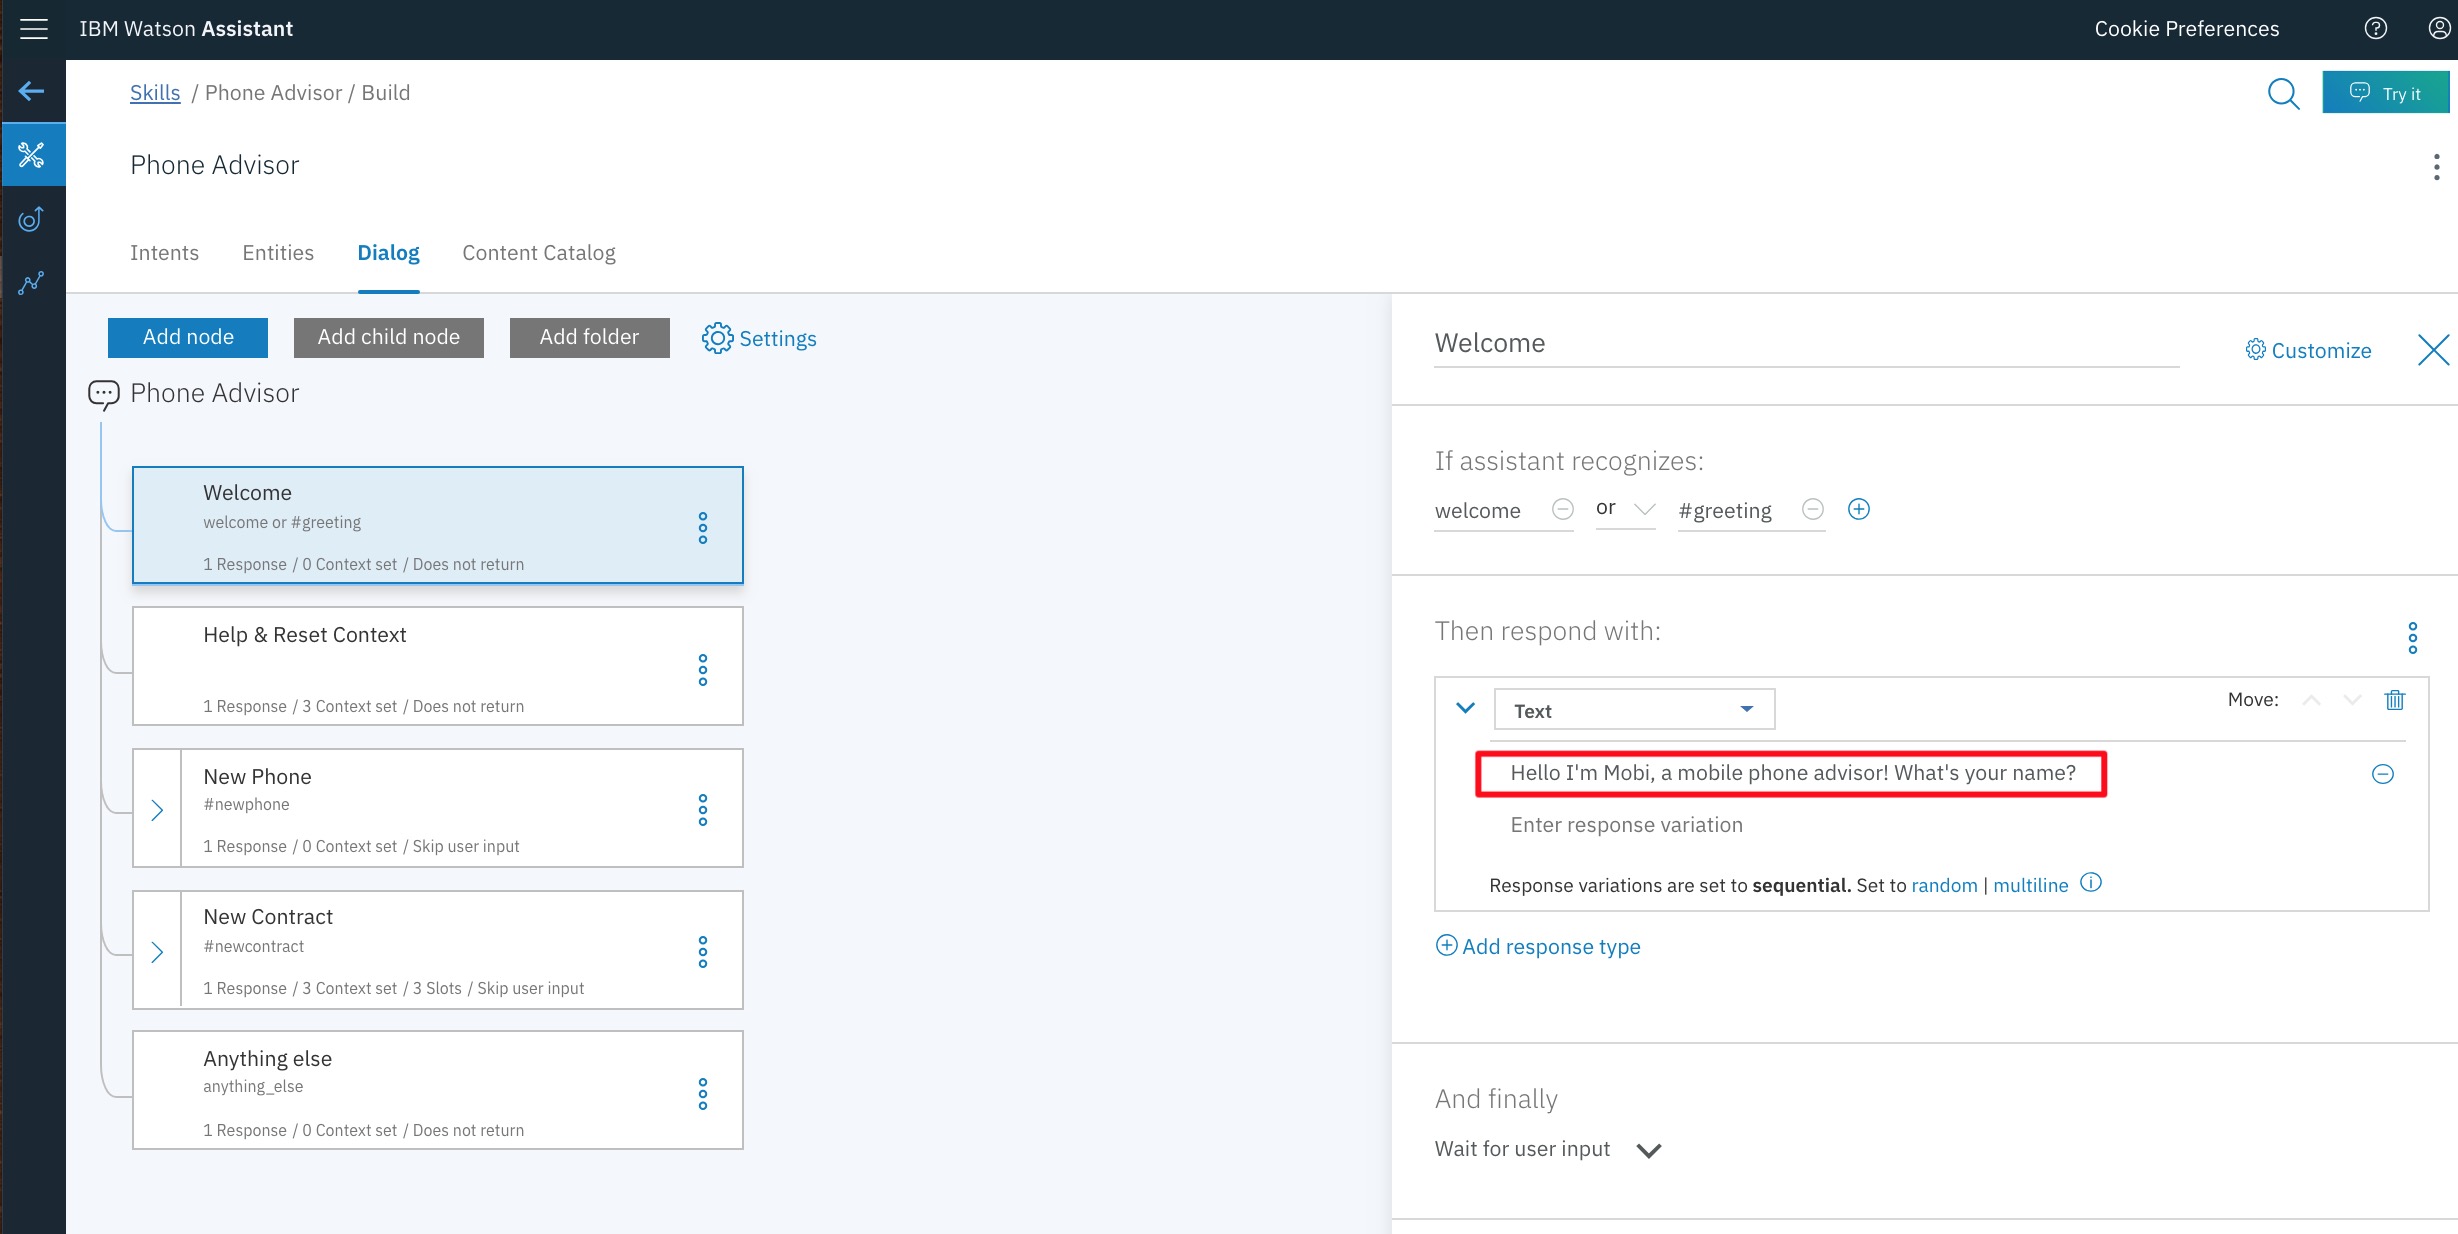 IBM Watson Assistant
Cookie Preferences
Skills / Phone Advisor / Build
Try it
Phone Advisor
Intents Entities Dialog Content Catalog
Add node Add child node Add folder Settings
Phone Advisor
Welcome
welcome or #greeting
1 Response / 0 Context set / Does not return
Help & Reset Context
1 Response / 3 Context set / Does not return
New Phone
#newphone
1 Response / 0 Context set / Skip user input
New Contract
#newcontract
1 Response / 3 Context set / 3 Slots / Skip user input
Anything else
anything_else
1 Response / 0 Context set / Does not return
Welcome
Customize
If assistant recognizes:
welcome or #greeting
Then respond with:
Text
Move:
Hello I'm Mobi, a mobile phone advisor! What's your name?
Enter response variation
Response variations are set to sequential. Set to random | multiline
Add response type
And finally
Wait for user input